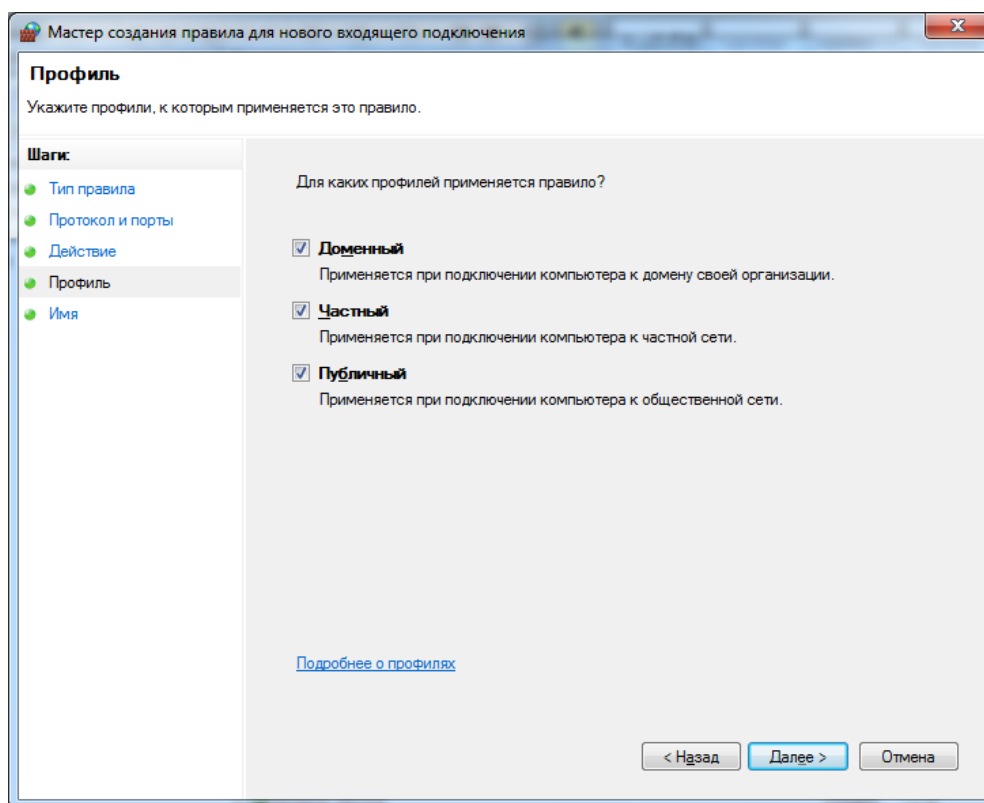 Мастер создания правила для нового входящего подключения
Профиль
Укажите профили, к которым применяется это правило.
Шаги:
Тип правила
Протокол и порты
Действие
Профиль
Имя
Для каких профилей применяется правило?
Доменный
Применяется при подключении компьютера к домену своей организации.
Частный
Применяется при подключении компьютера к частной сети.
Публичный
Применяется при подключении компьютера к общественной сети.
Подробнее о профилях
< Назад
Далее >
Отмена